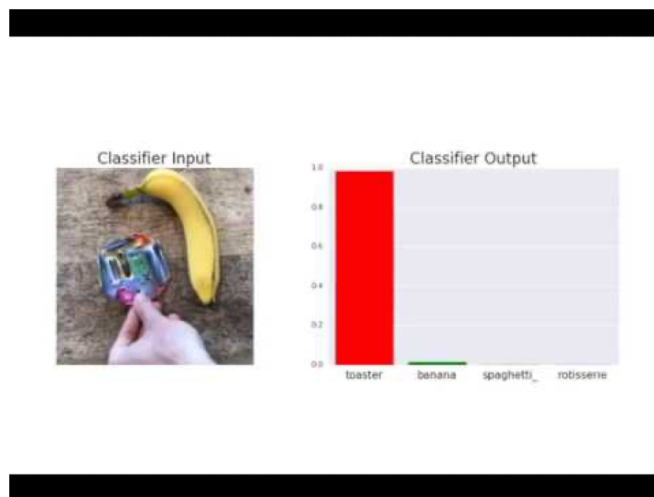 Classifier Input
Classifier Output
1.0
0.8
0.6
0.4
0.2
0.0
toaster banana spaghetti_ rotisserie